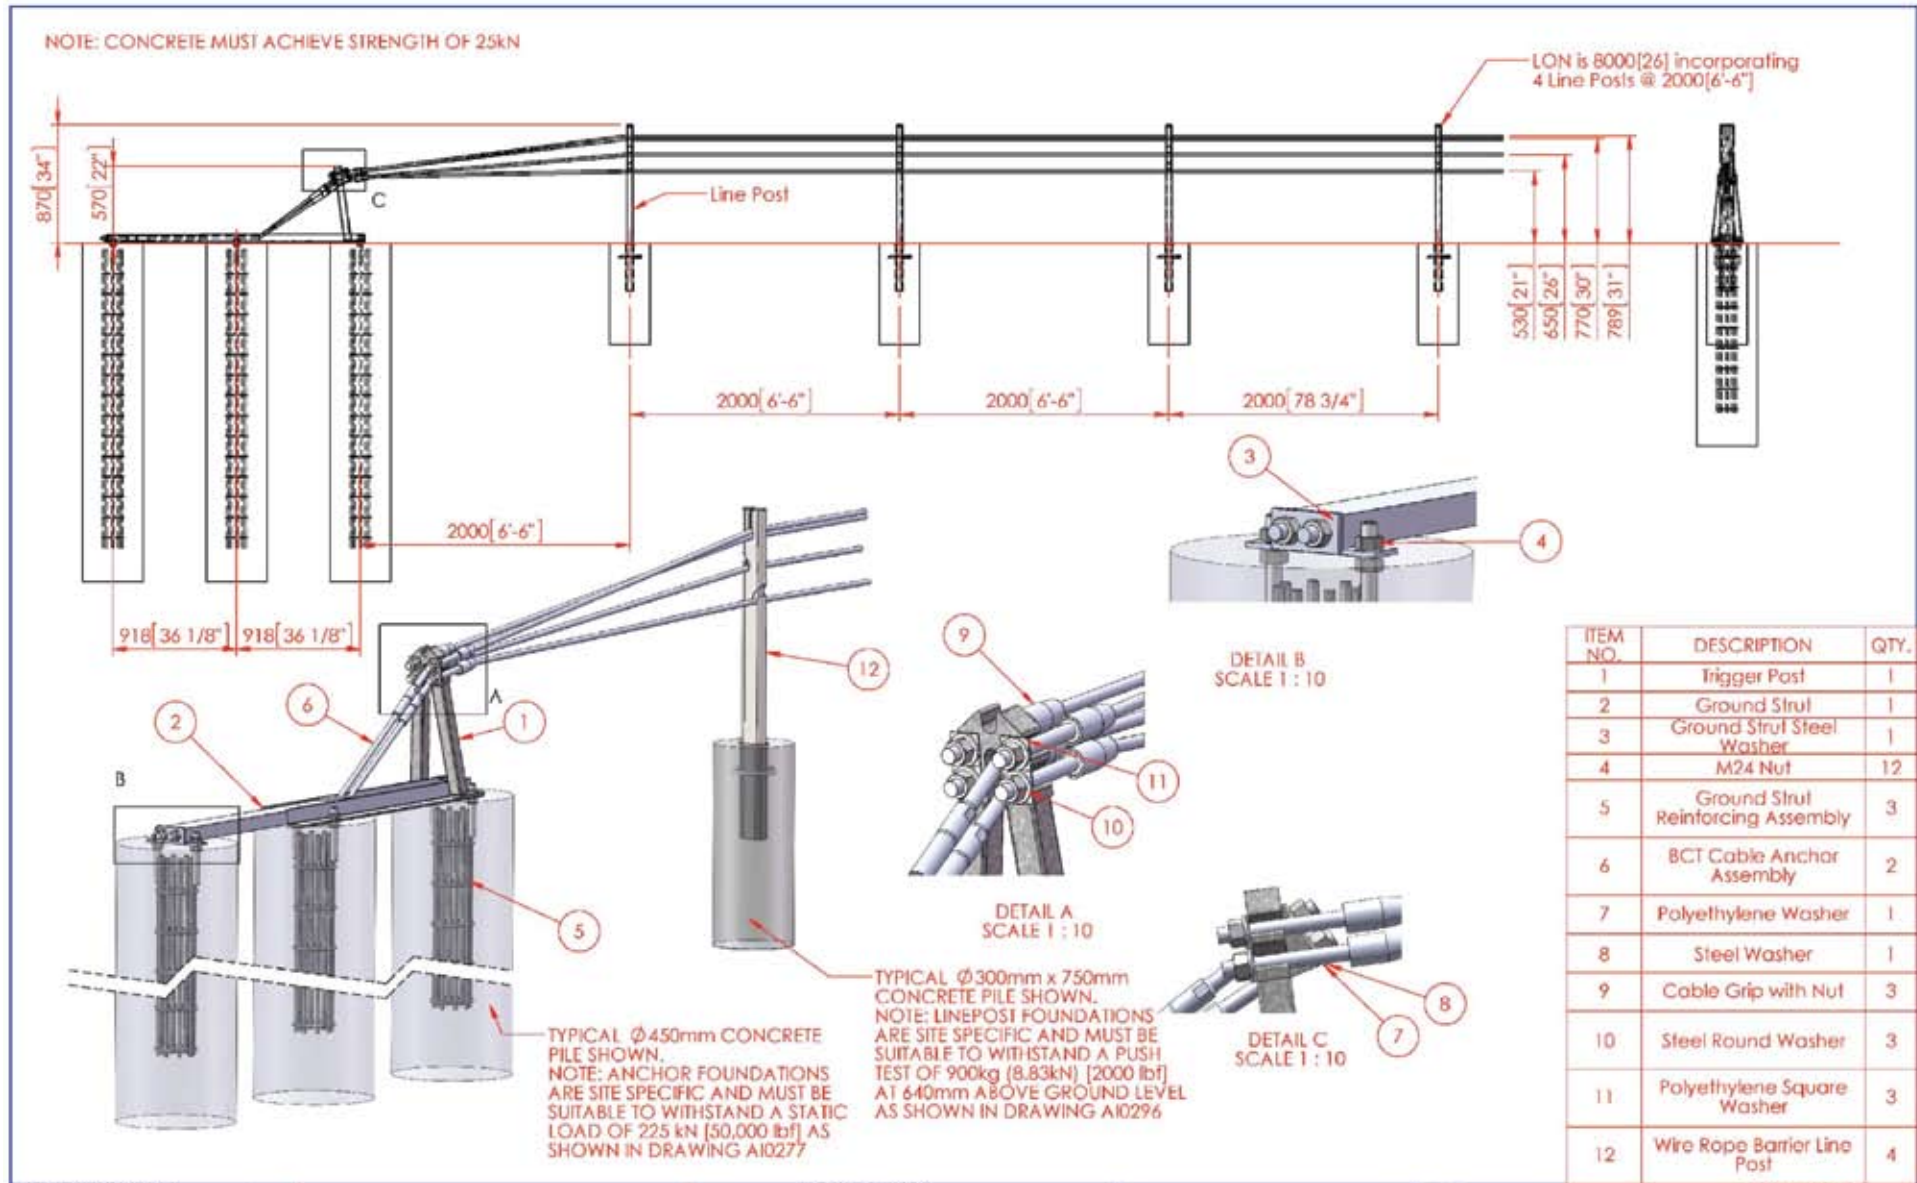 NOTE: CONCRETE MUST ACHIEVE STRENGTH OF 25kN
LON is 8000[26] incorporating
4 Line Posts @ 2000[6'-6"]
870[34"]
570[22"]
C
Line Post
530[21"]
650[26"]
770[30"]
789[31"]
2000[6'-6"]
2000[6'-6"]
2000[78 3/4"]
2000[6'-6"]
918[36 1/8"]
918[36 1/8"]
3
4
DETAIL B
SCALE 1 : 10
A
B
6
2
1
12
5
9
11
10
DETAIL A
SCALE 1 : 10
8
7
DETAIL C
SCALE 1 : 10
TYPICAL Ø450mm CONCRETE
PILE SHOWN.
NOTE: ANCHOR FOUNDATIONS
ARE SITE SPECIFIC AND MUST BE
SUITABLE TO WITHSTAND A STATIC
LOAD OF 225 kN [50,000 lbf] AS
SHOWN IN DRAWING AI0277
TYPICAL Ø300mm x 750mm
CONCRETE PILE SHOWN.
NOTE: LINEPOST FOUNDATIONS
ARE SITE SPECIFIC AND MUST BE
SUITABLE TO WITHSTAND A PUSH
TEST OF 900kg (8.83kN) [2000 lbf]
AT 640mm ABOVE GROUND LEVEL
AS SHOWN IN DRAWING AI0296
ITEM NO. DESCRIPTION QTY.
1 Trigger Post 1
2 Ground Strut 1
3 Ground Strut Steel Washer 1
4 M24 Nut 12
5 Ground Strut Reinforcing Assembly 3
6 BCT Cable Anchor Assembly 2
7 Polyethylene Washer 1
8 Steel Washer 1
9 Cable Grip with Nut 3
10 Steel Round Washer 3
11 Polyethylene Square Washer 3
12 Wire Rope Barrier Line Post 4